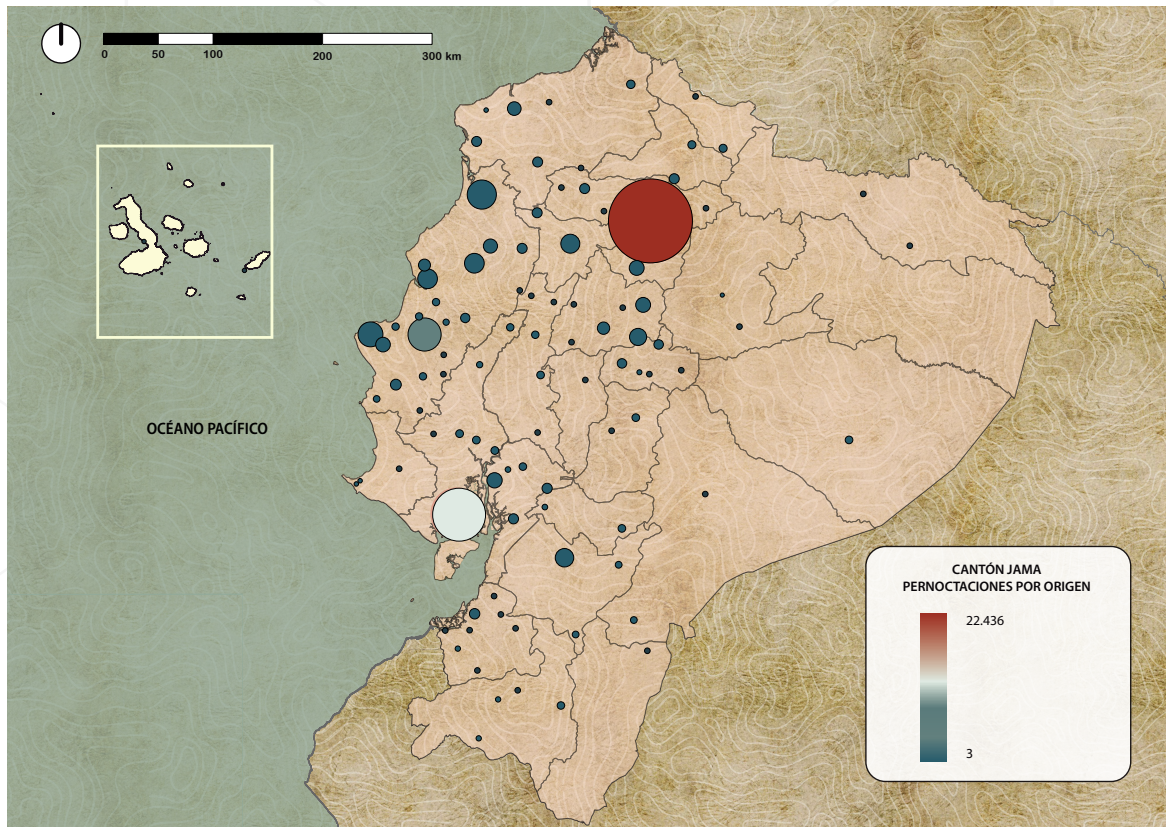 0 50 100 200 300 km
OCÉANO PACÍFICO
CANTÓN JAMA
PERNOCTACIONES POR ORIGEN
22.436
3